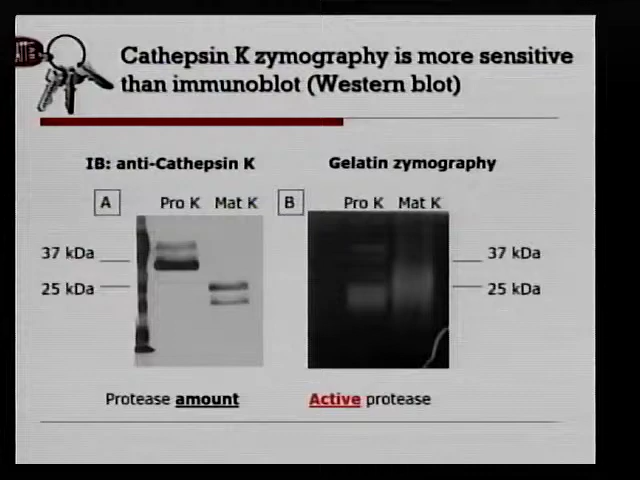 Cathepsin K zymography is more sensitive
than immunoblot (Western blot)
IB: anti-Cathepsin K
Gelatin zymography
A
Pro K
Mat K
B
Pro K
Mat K
37 kDa
25 kDa
37 kDa
25 kDa
Protease amount
Active protease